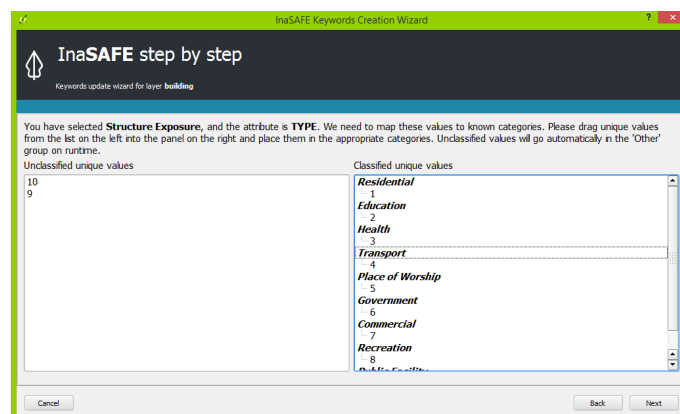 InaSAFE Keywords Creation Wizard
?
×
InaSAFE step by step
Keywords update wizard for layer building
You have selected Structure Exposure, and the attribute is TYPE. We need to map these values to known categories. Please drag unique values
from the list on the left into the panel on the right and place them in the appropriate categories. Unclassified values will go automatically in the 'Other'
group on runtime.
Unclassified unique values
10
9
Classified unique values
Residential
1
Education
2
Health
3
Transport
4
Place of Worship
5
Government
6
Commercial
7
Recreation
8
Public Facility
Cancel
Back
Next